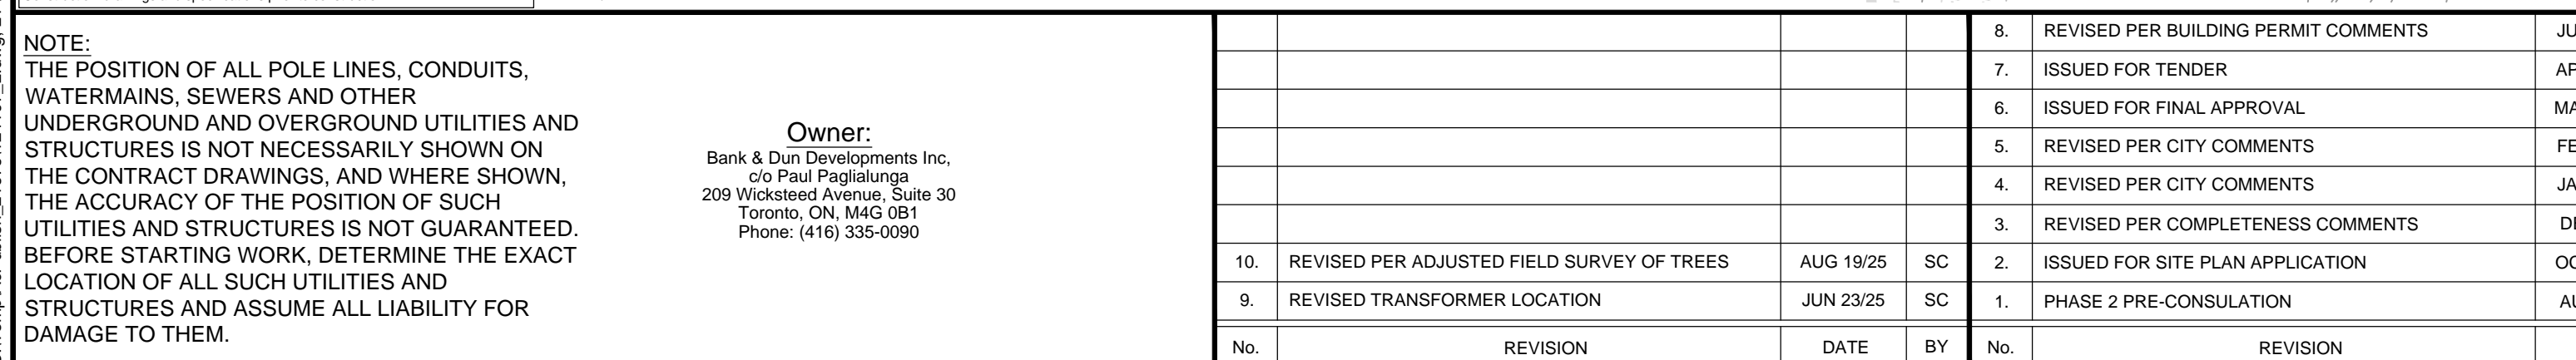 NOTE:
THE POSITION OF ALL POLE LINES, CONDUITS,
WATERMAINS, SEWERS AND OTHER
UNDERGROUND AND OVERGROUND UTILITIES AND
STRUCTURES IS NOT NECESSARILY SHOWN ON
THE CONTRACT DRAWINGS, AND WHERE SHOWN,
THE ACCURACY OF THE POSITION OF SUCH
UTILITIES AND STRUCTURES IS NOT GUARANTEED.
BEFORE STARTING WORK, DETERMINE THE EXACT
LOCATION OF ALL SUCH UTILITIES AND
STRUCTURES AND ASSUME ALL LIABILITY FOR
DAMAGE TO THEM.
Owner:
Bank & Dun Developments Inc,
c/o Paul Paglialunga
209 Wicksteed Avenue, Suite 30
Toronto, ON, M4G 0B1
Phone: (416) 335-0090
10. REVISED PER ADJUSTED FIELD SURVEY OF TREES AUG 19/25 SC
9. REVISED TRANSFORMER LOCATION JUN 23/25 SC
No. REVISION DATE BY
8. REVISED PER BUILDING PERMIT COMMENTS
7. ISSUED FOR TENDER
6. ISSUED FOR FINAL APPROVAL
5. REVISED PER CITY COMMENTS
4. REVISED PER CITY COMMENTS
3. REVISED PER COMPLETENESS COMMENTS
2. ISSUED FOR SITE PLAN APPLICATION
1. PHASE 2 PRE-CONSULATION
No. REVISION